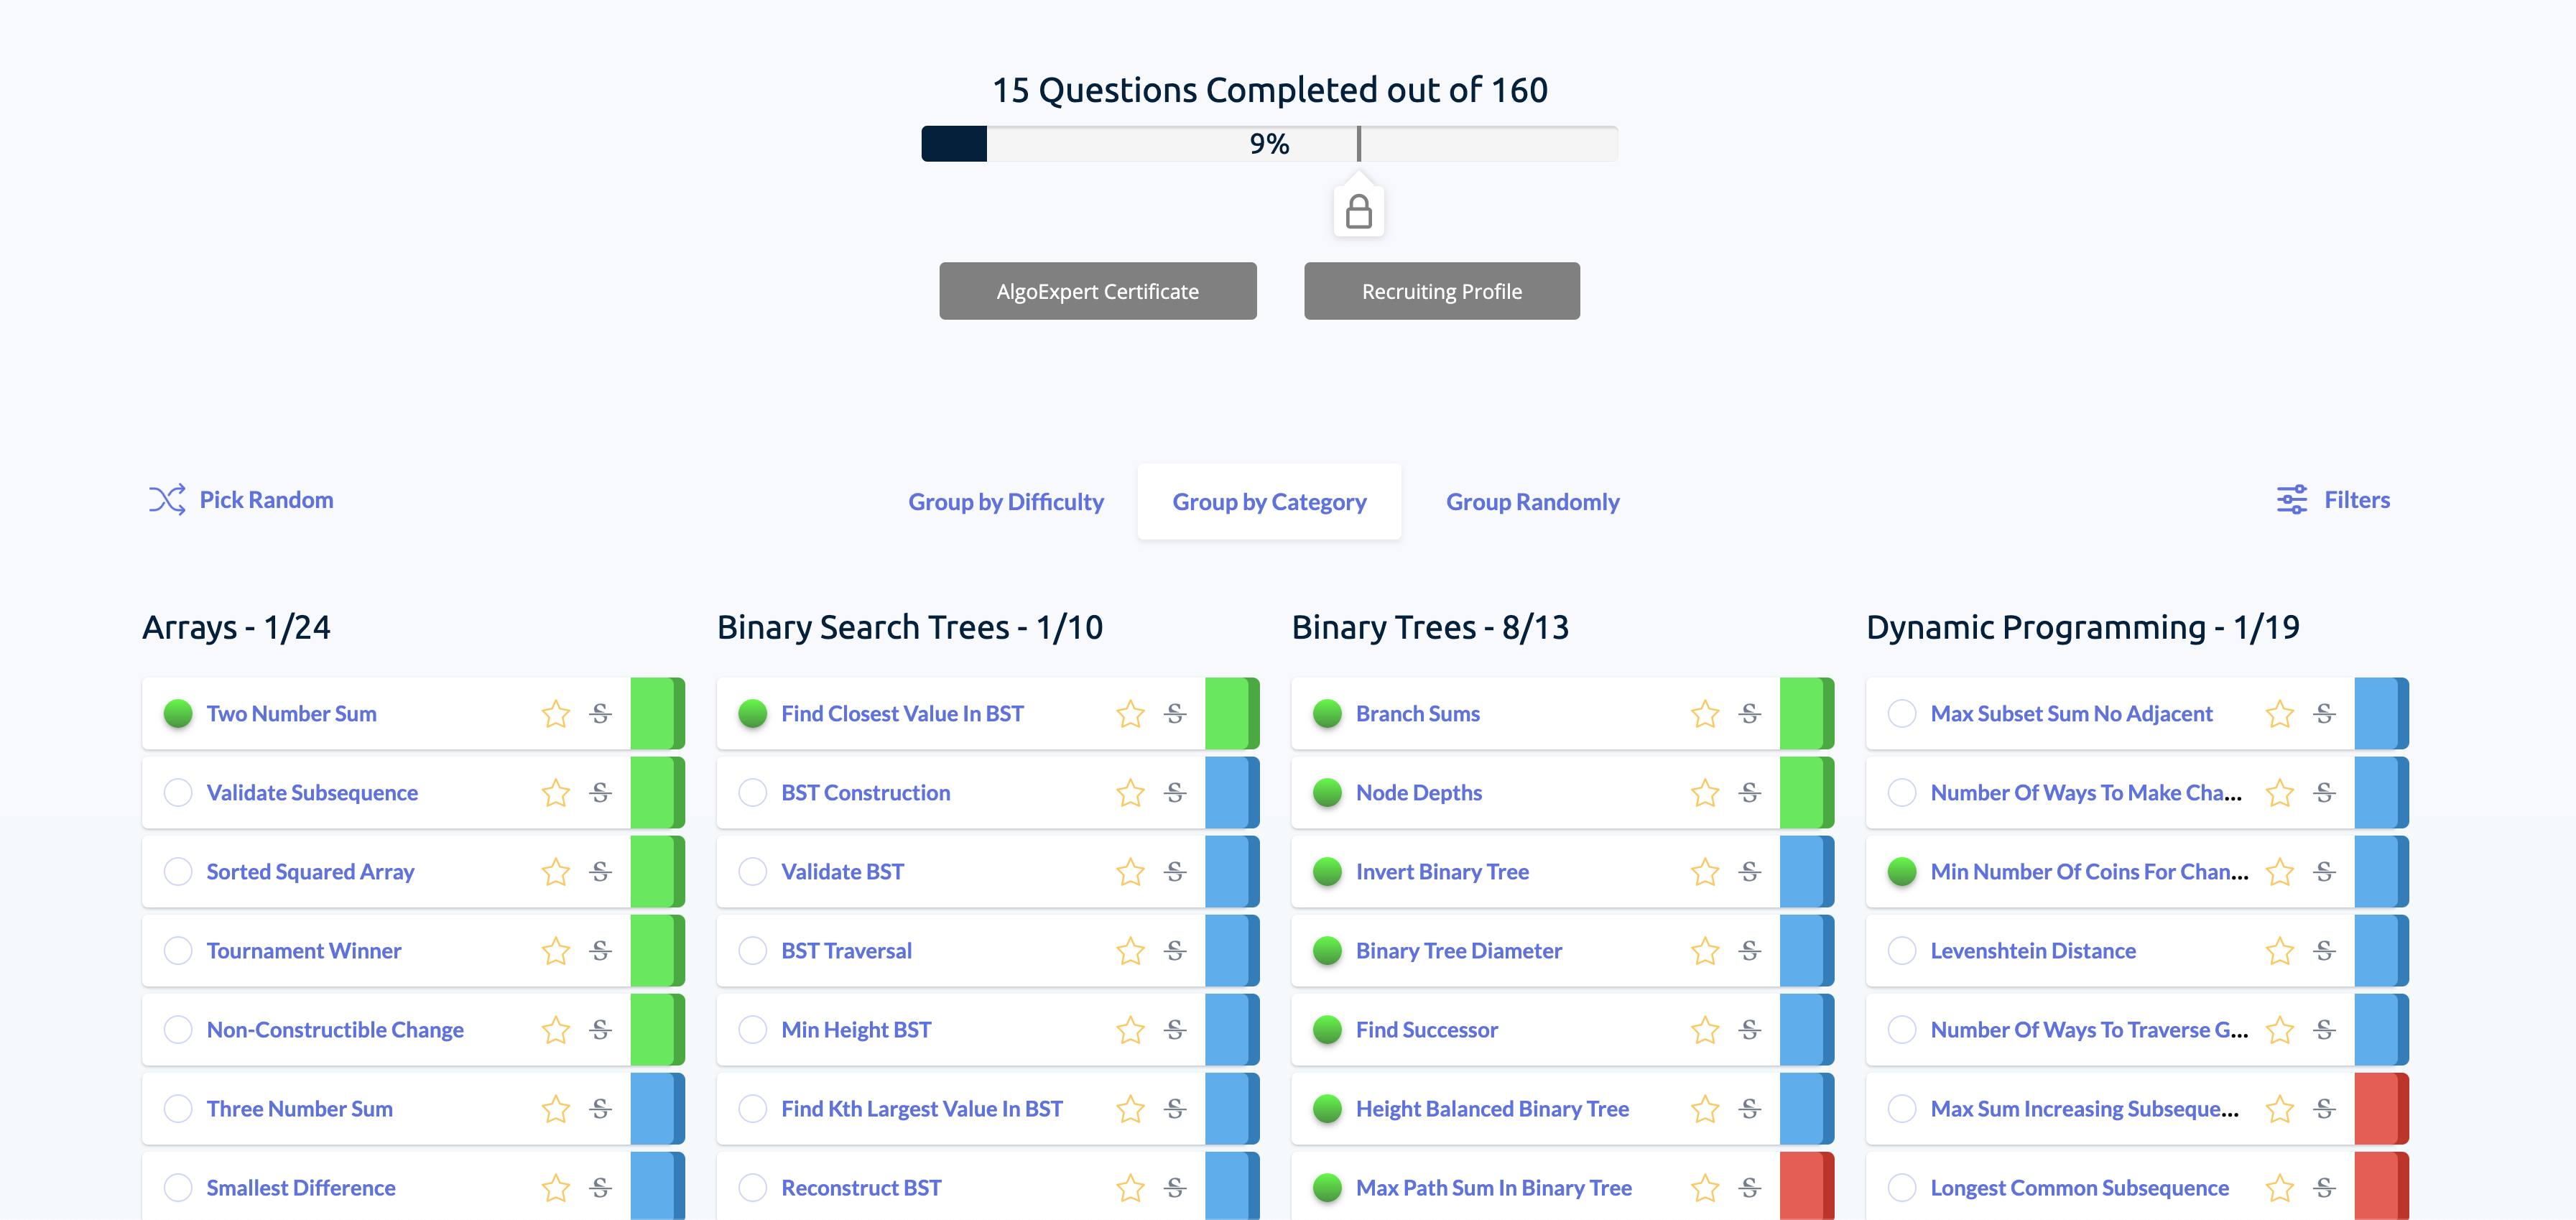 15 Questions Completed out of 160
9%
AlgoExpert Certificate
Recruiting Profile
Pick Random
Group by Difficulty
Group by Category
Group Randomly
Filters
Arrays - 1/24
Two Number Sum
Validate Subsequence
Sorted Squared Array
Tournament Winner
Non-Constructible Change
Three Number Sum
Smallest Difference
Binary Search Trees - 1/10
Find Closest Value In BST
BST Construction
Validate BST
BST Traversal
Min Height BST
Find Kth Largest Value In BST
Reconstruct BST
Binary Trees - 8/13
Branch Sums
Node Depths
Invert Binary Tree
Binary Tree Diameter
Find Successor
Height Balanced Binary Tree
Max Path Sum In Binary Tree
Dynamic Programming - 1/19
Max Subset Sum No Adjacent
Number Of Ways To Make Cha...
Min Number Of Coins For Chan...
Levenshtein Distance
Number Of Ways To Traverse G...
Max Sum Increasing Subseque...
Longest Common Subsequence